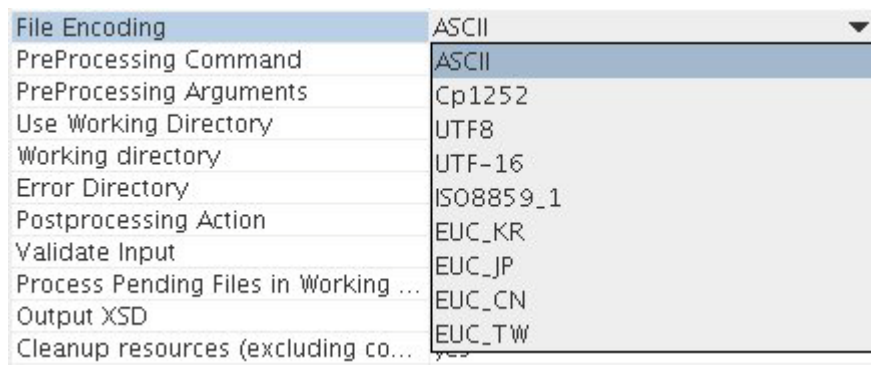 File Encoding ASCII
PreProcessing Command ASCII
PreProcessing Arguments Cp1252
Use Working Directory UTF8
Working directory UTF-16
Error Directory ISO8859_1
Postprocessing Action EUC_KR
Validate Input EUC_JP
Process Pending Files in Working ... EUC_CN
Output XSD EUC_TW
Cleanup resources (excluding co...